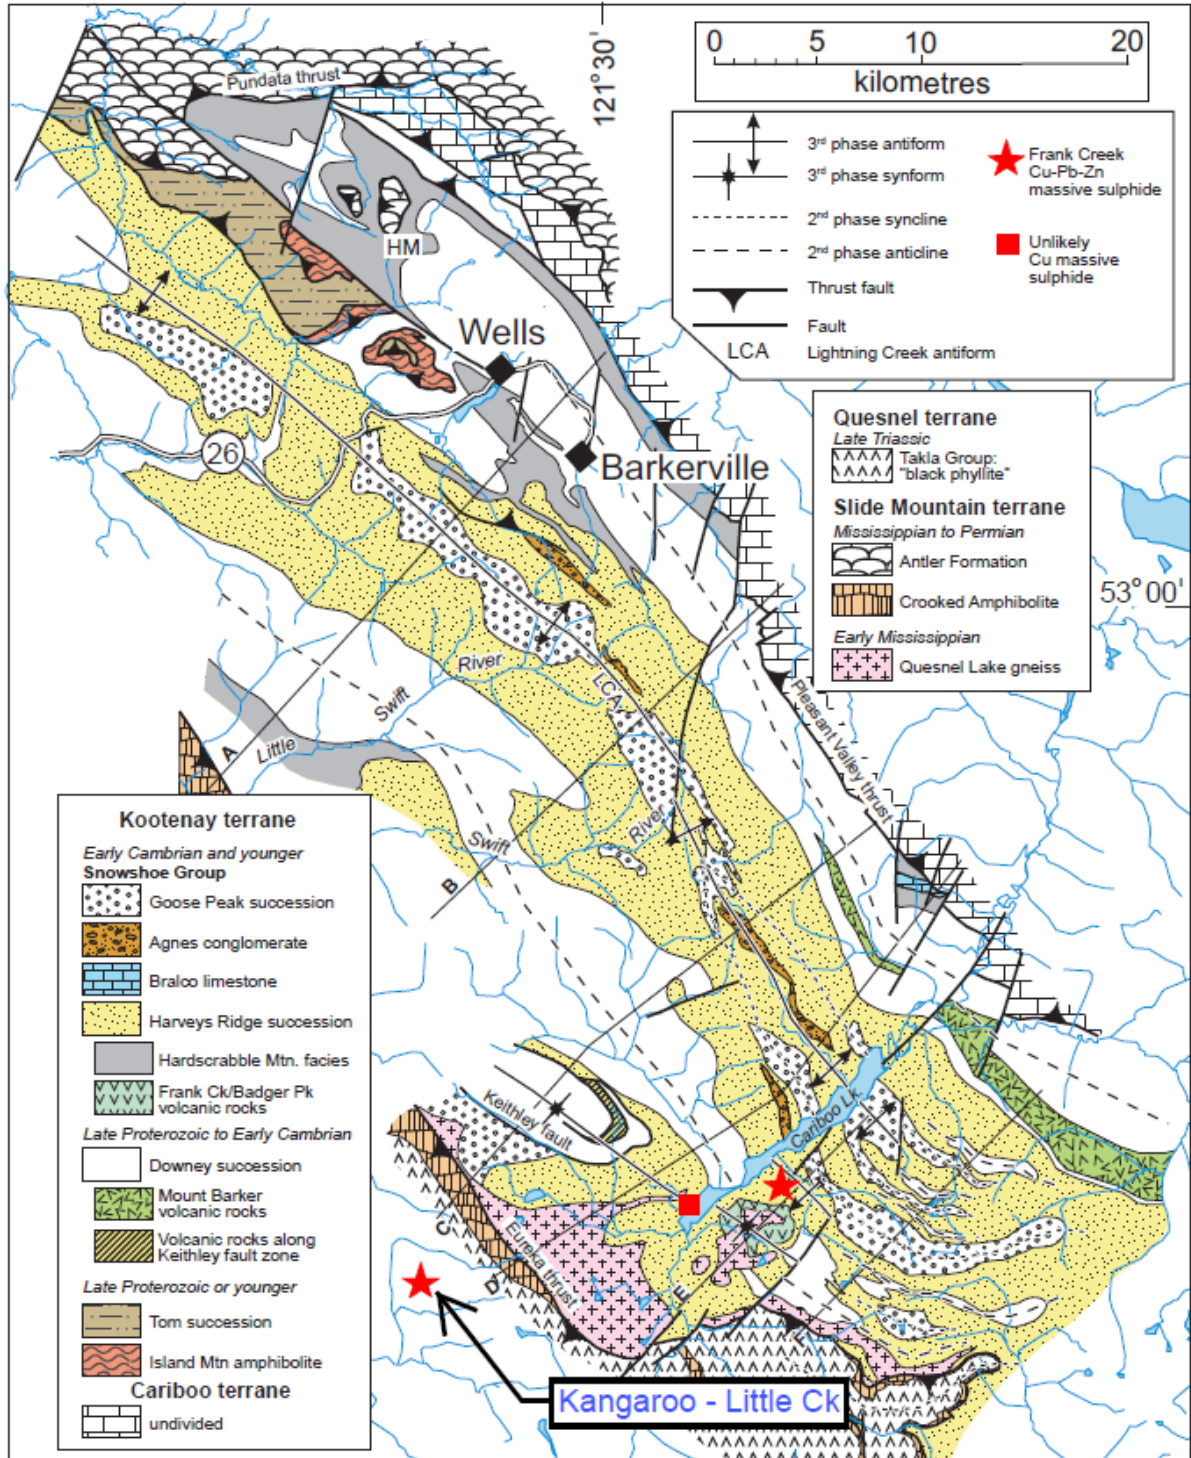 121°30'
0 5 10 20
kilometres
Pundata thrust
3rd phase antiform
3rd phase synform
2nd phase syncline
2nd phase anticline
Thrust fault
Fault
LCA Lightning Creek antiform
Frank Creek
Cu-Pb-Zn
massive sulphide
Unlikely
Cu massive
sulphide
HM
Wells
26
Barkerville
Quesnel terrane
Late Triassic
Takla Group:
"black phyllite"
Slide Mountain terrane
Mississippian to Permian
Antler Formation
Crooked Amphibolite
Early Mississippian
Quesnel Lake gneiss
53°00'
River
Swift
Little
LCA
A
Pleasant Valley thrust
River
Swift
B
Kootenay terrane
Early Cambrian and younger
Snowshoe Group
Goose Peak succession
Agnes conglomerate
Bralco limestone
Harveys Ridge succession
Hardscrabble Mtn. facies
Frank Ck/Badger Pk
volcanic rocks
Late Proterozoic to Early Cambrian
Downey succession
Mount Barker
volcanic rocks
Volcanic rocks along
Keithley fault zone
Late Proterozoic or younger
Tom succession
Island Mtn amphibolite
Cariboo terrane
undivided
Keithley fault
Cariboo Lk.
C
Eureka thrust
D
E
F
Kangaroo - Little Ck